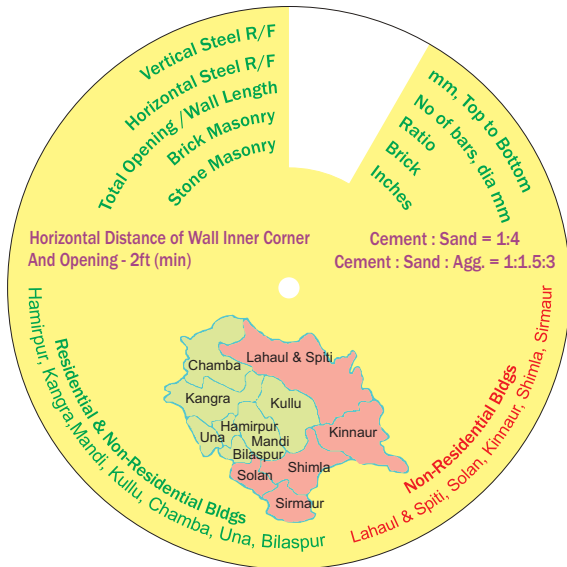 Vertical Steel R/F
Horizontal Steel R/F
Total Opening / Wall Length
Brick Masonry
Stone Masonry
mm, Top to Bottom
No of bars, dia mm
Ratio
Brick
Inches
Horizontal Distance of Wall Inner Corner
And Opening - 2ft (min)
Cement : Sand = 1:4
Cement : Sand : Agg. = 1:1.5:3
Lahaul & Spiti
Chamba
Kangra
Kullu
Hamirpur
Una
Mandi
Kinnaur
Bilaspur
Shimla
Solan
Sirmaur
Residential & Non-Residential Bldgs
Hamirpur, Kangra,Mandi, Kullu, Chamba, Una, Bilaspur
Non-Residential Bldgs
Lahaul & Spiti, Solan, Kinnaur, Shimla, Sirmaur